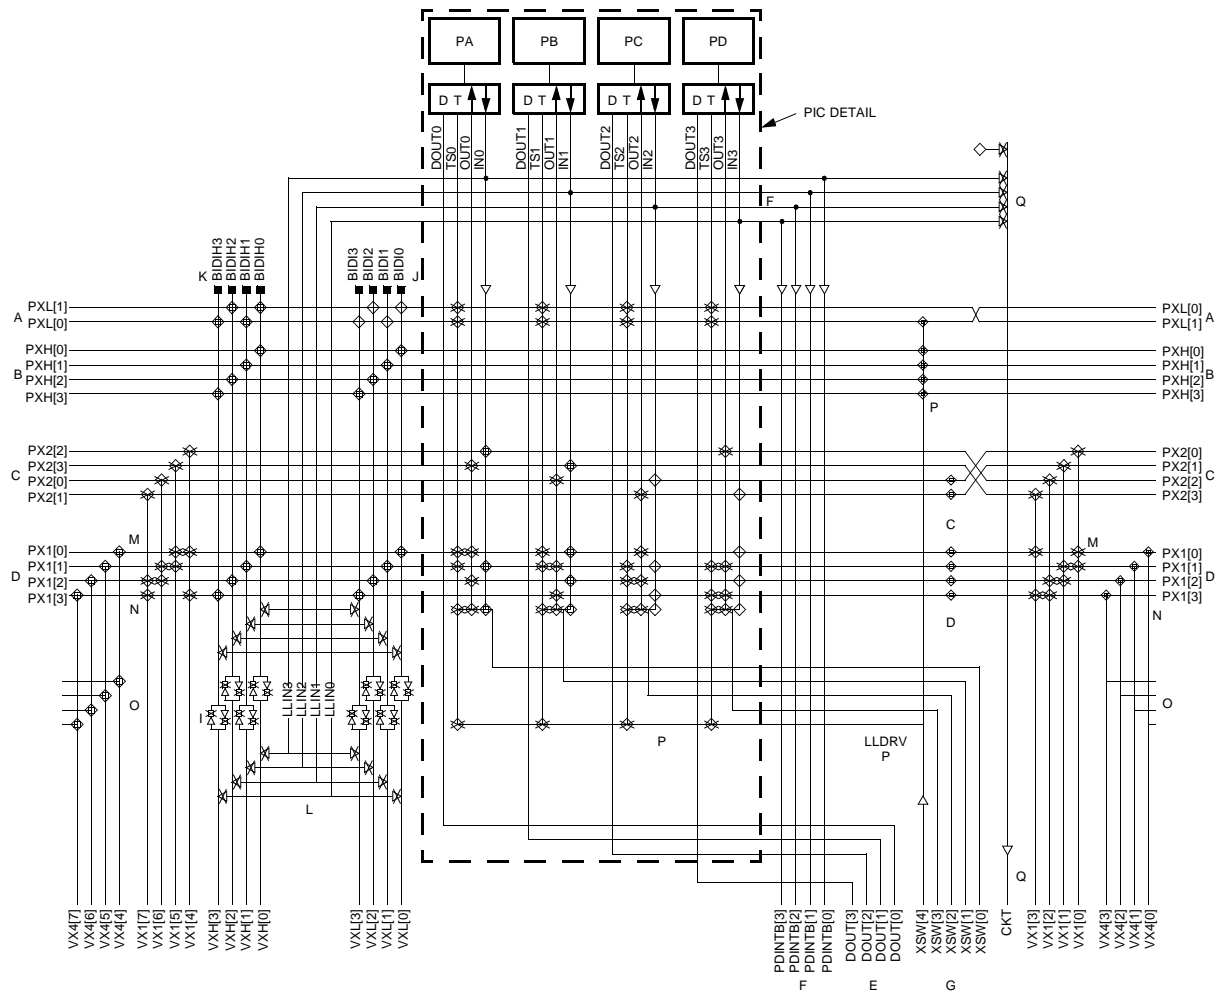 PA PB PC PD
D T D T D T D T
PIC DETAIL
DOUT0
TS0
OUT0
IN0
DOUT1
TS1
OUT1
IN1
DOUT2
TS2
OUT2
IN2
DOUT3
TS3
OUT3
IN3
F
Q
K
BIDIH3
BIDIH2
BIDIH1
BIDIH0
BIDI3
BIDI2
BIDI1
BIDI0
J
PXL[1]
A
PXL[0]
PXH[0]
PXH[1]
B
PXH[2]
PXH[3]
PXL[0]
PXL[1]
A
PXH[0]
PXH[1]
B
PXH[2]
PXH[3]
P
PX2[2]
PX2[3]
C
PX2[0]
PX2[1]
PX2[0]
PX2[1]
PX2[2]
C
PX2[3]
C
M
M
PX1[0]
PX1[1]
D
PX1[2]
PX1[3]
PX1[0]
PX1[1]
D
PX1[2]
PX1[3]
N
D
N
O
I
LLIN3
LLIN2
LLIN1
LLIN0
O
P
LLDRV
P
L
Q
VX4[7]
VX4[6]
VX4[5]
VX4[4]
VX1[7]
VX1[6]
VX1[5]
VX1[4]
VXH[3]
VXH[2]
VXH[1]
VXH[0]
VXL[3]
VXL[2]
VXL[1]
VXL[0]
PDINTB[3]
PDINTB[2]
PDINTB[1]
PDINTB[0]
DOUT[3]
DOUT[2]
DOUT[1]
DOUT[0]
XSW[4]
XSW[3]
XSW[2]
XSW[1]
XSW[0]
CKT
VX1[3]
VX1[2]
VX1[1]
VX1[0]
VX4[3]
VX4[2]
VX4[1]
VX4[0]
F E G